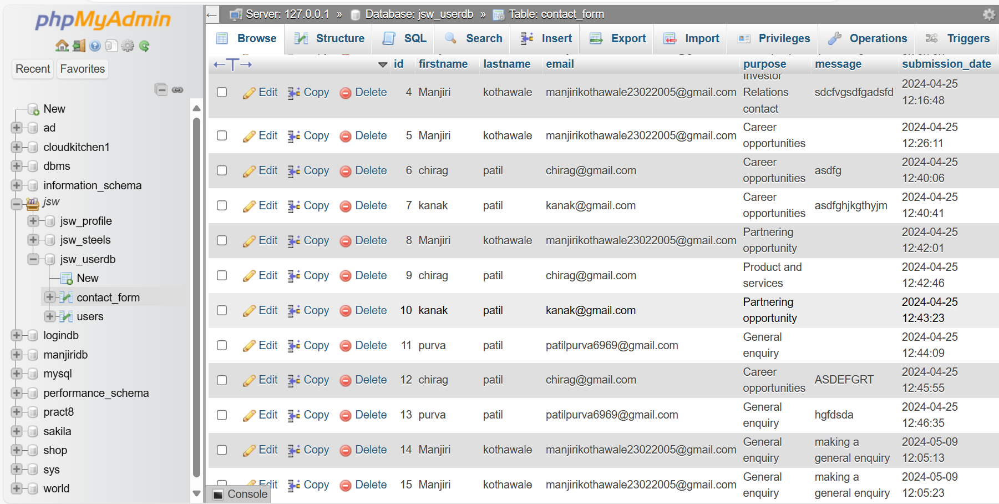 phpMyAdmin
Recent Favorites
New
ad
cloudkitchen1
dbms
information_schema
jsw
jsw_profile
jsw_steels
jsw_userdb
New
contact_form
users
logindb
manjiridb
mysql
performance_schema
pract8
sakila
shop
sys
world
Server: 127.0.0.1 » Database: jsw_userdb » Table: contact_form
Browse Structure SQL Search Insert Export Import Privileges Operations Triggers
id firstname lastname email purpose message submission_date
Edit Copy Delete 4 Manjiri kothawale manjirikothawale23022005@gmail.com Investor Relations contact sdcfvgsdfgadsfd 2024-04-25 12:16:48
Edit Copy Delete 5 Manjiri kothawale manjirikothawale23022005@gmail.com Career opportunities 2024-04-25 12:26:11
Edit Copy Delete 6 chirag patil chirag@gmail.com Career opportunities asdfg 2024-04-25 12:40:06
Edit Copy Delete 7 kanak patil kanak@gmail.com Career opportunities asdfghjkgthyjm 2024-04-25 12:40:41
Edit Copy Delete 8 Manjiri kothawale manjirikothawale23022005@gmail.com Partnering opportunity 2024-04-25 12:42:01
Edit Copy Delete 9 chirag patil chirag@gmail.com Product and services 2024-04-25 12:42:46
Edit Copy Delete 10 kanak patil kanak@gmail.com Partnering opportunity 2024-04-25 12:43:23
Edit Copy Delete 11 purva patil patilpurva6969@gmail.com General enquiry 2024-04-25 12:44:09
Edit Copy Delete 12 chirag patil chirag@gmail.com Career opportunities ASDEFGRT 2024-04-25 12:45:55
Edit Copy Delete 13 purva patil patilpurva6969@gmail.com General enquiry hgfdsda 2024-04-25 12:46:35
Edit Copy Delete 14 Manjiri kothawale manjirikothawale23022005@gmail.com General enquiry making a general enquiry 2024-05-09 12:05:13
Edit Copy Delete 15 Manjiri kothawale manjirikothawale23022005@gmail.com General enquiry making a general enquiry 2024-05-09 12:05:23
Console